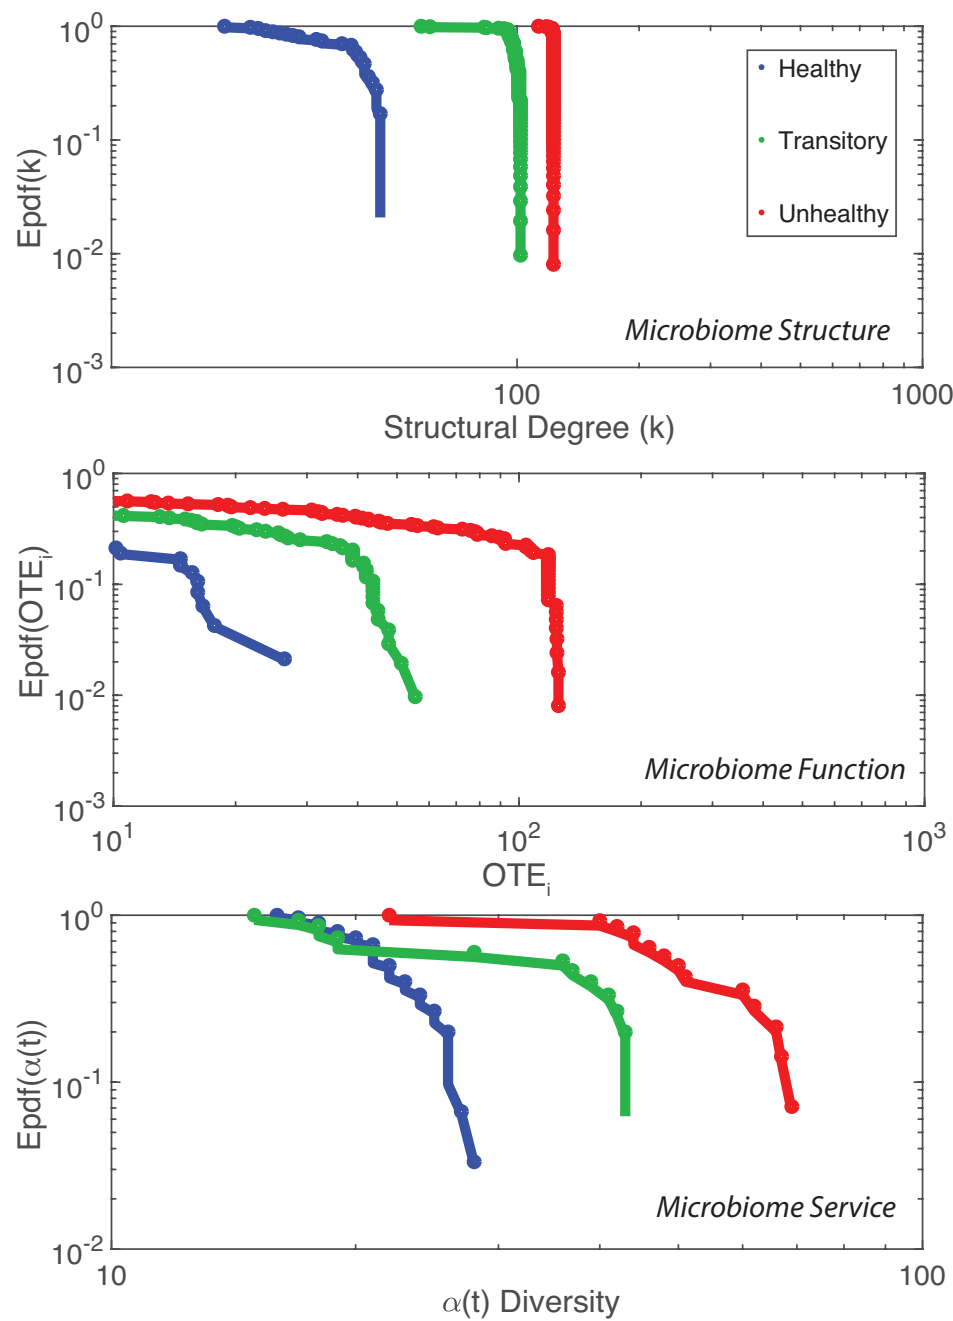 10^0
10^-1
10^-2
10^-3
Epdf(k)
Healthy
Transitory
Unhealthy
Microbiome Structure
10 100 1000
Structural Degree (k)
10^0
10^-1
10^-2
10^-3
Epdf(OTE_i)
Microbiome Function
10^1 10^2 10^3
OTE_i
10^0
10^-1
10^-2
Epdf(α(t))
Microbiome Service
10 100
α(t) Diversity